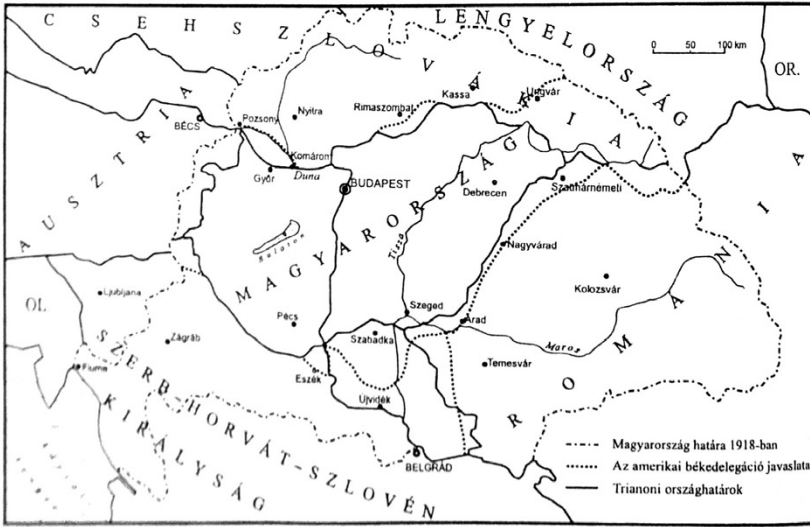 CSEHSZLOVÁKIA
LENGYELORSZÁG
0 50 100 km
OR.
AUSZTRIA
BÉCS
Pozsony
Nyitra
Rimaszombat
Kassa
Ungvár
Komárom
Győr
Duna
BUDAPEST
MAGYARORSZÁG
Debrecen
Szatmárnémeti
Tisza
Balaton
Nagyvárad
Kolozsvár
ROMÁNIA
OL.
Ljubljana
Zágráb
Pécs
Szeged
Szabadka
Arad
Maros
Temesvár
Fiume
Eszék
Újvidék
BELGRÁD
SZERB-HORVÁT-SZLOVÉN
KIRÁLYSÁG
Magyarország határa 1918-ban
Az amerikai békedelegáció javaslata
Trianoni országhatárok